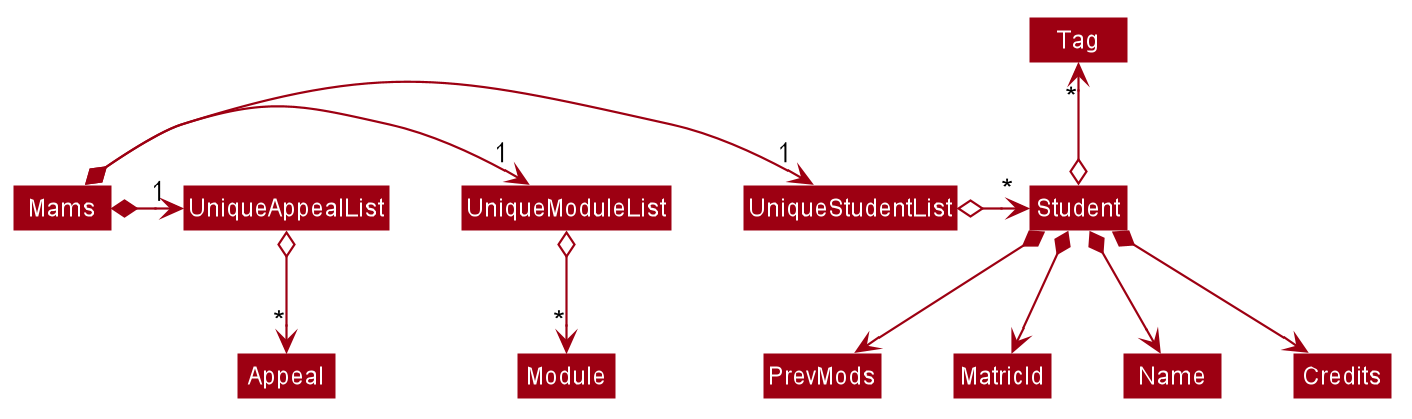 Tag
*
1
1
1
*
Mams
UniqueAppealList
UniqueModuleList
UniqueStudentList
Student
*
*
Appeal
Module
PrevMods
MatricId
Name
Credits